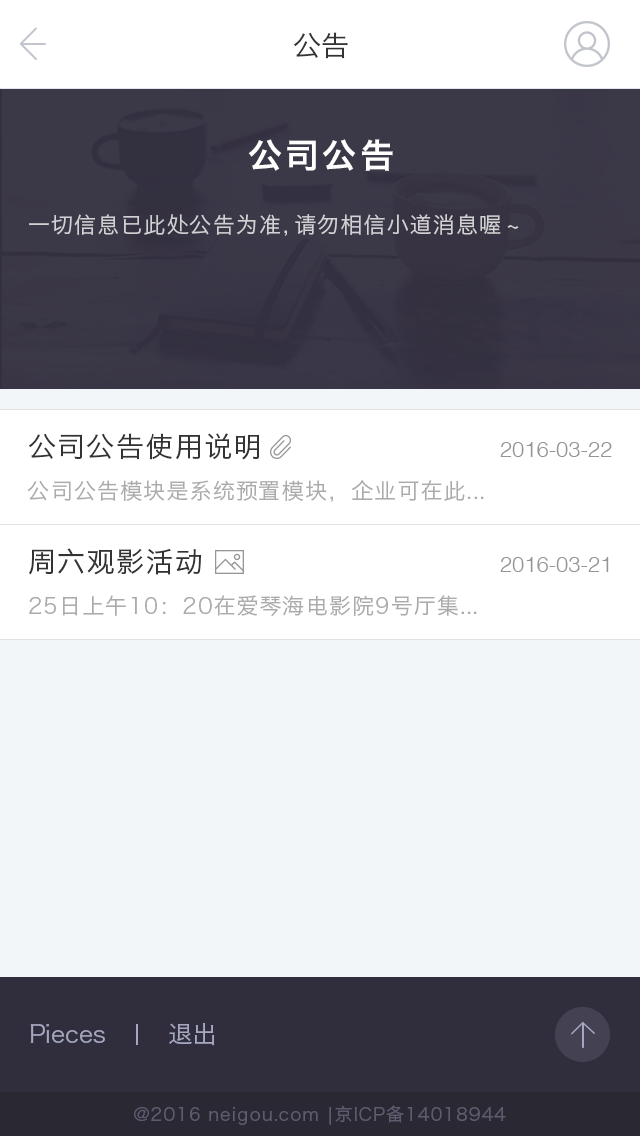 公告
公司公告
一切信息已此处公告为准, 请勿相信小道消息喔 ~
公司公告使用说明 2016-03-22
公司公告模块是系统预置模块，企业可在此...
周六观影活动 2016-03-21
25日上午10：20在爱琴海电影院9号厅集...
Pieces | 退出
@2016 neigou.com |京ICP备14018944